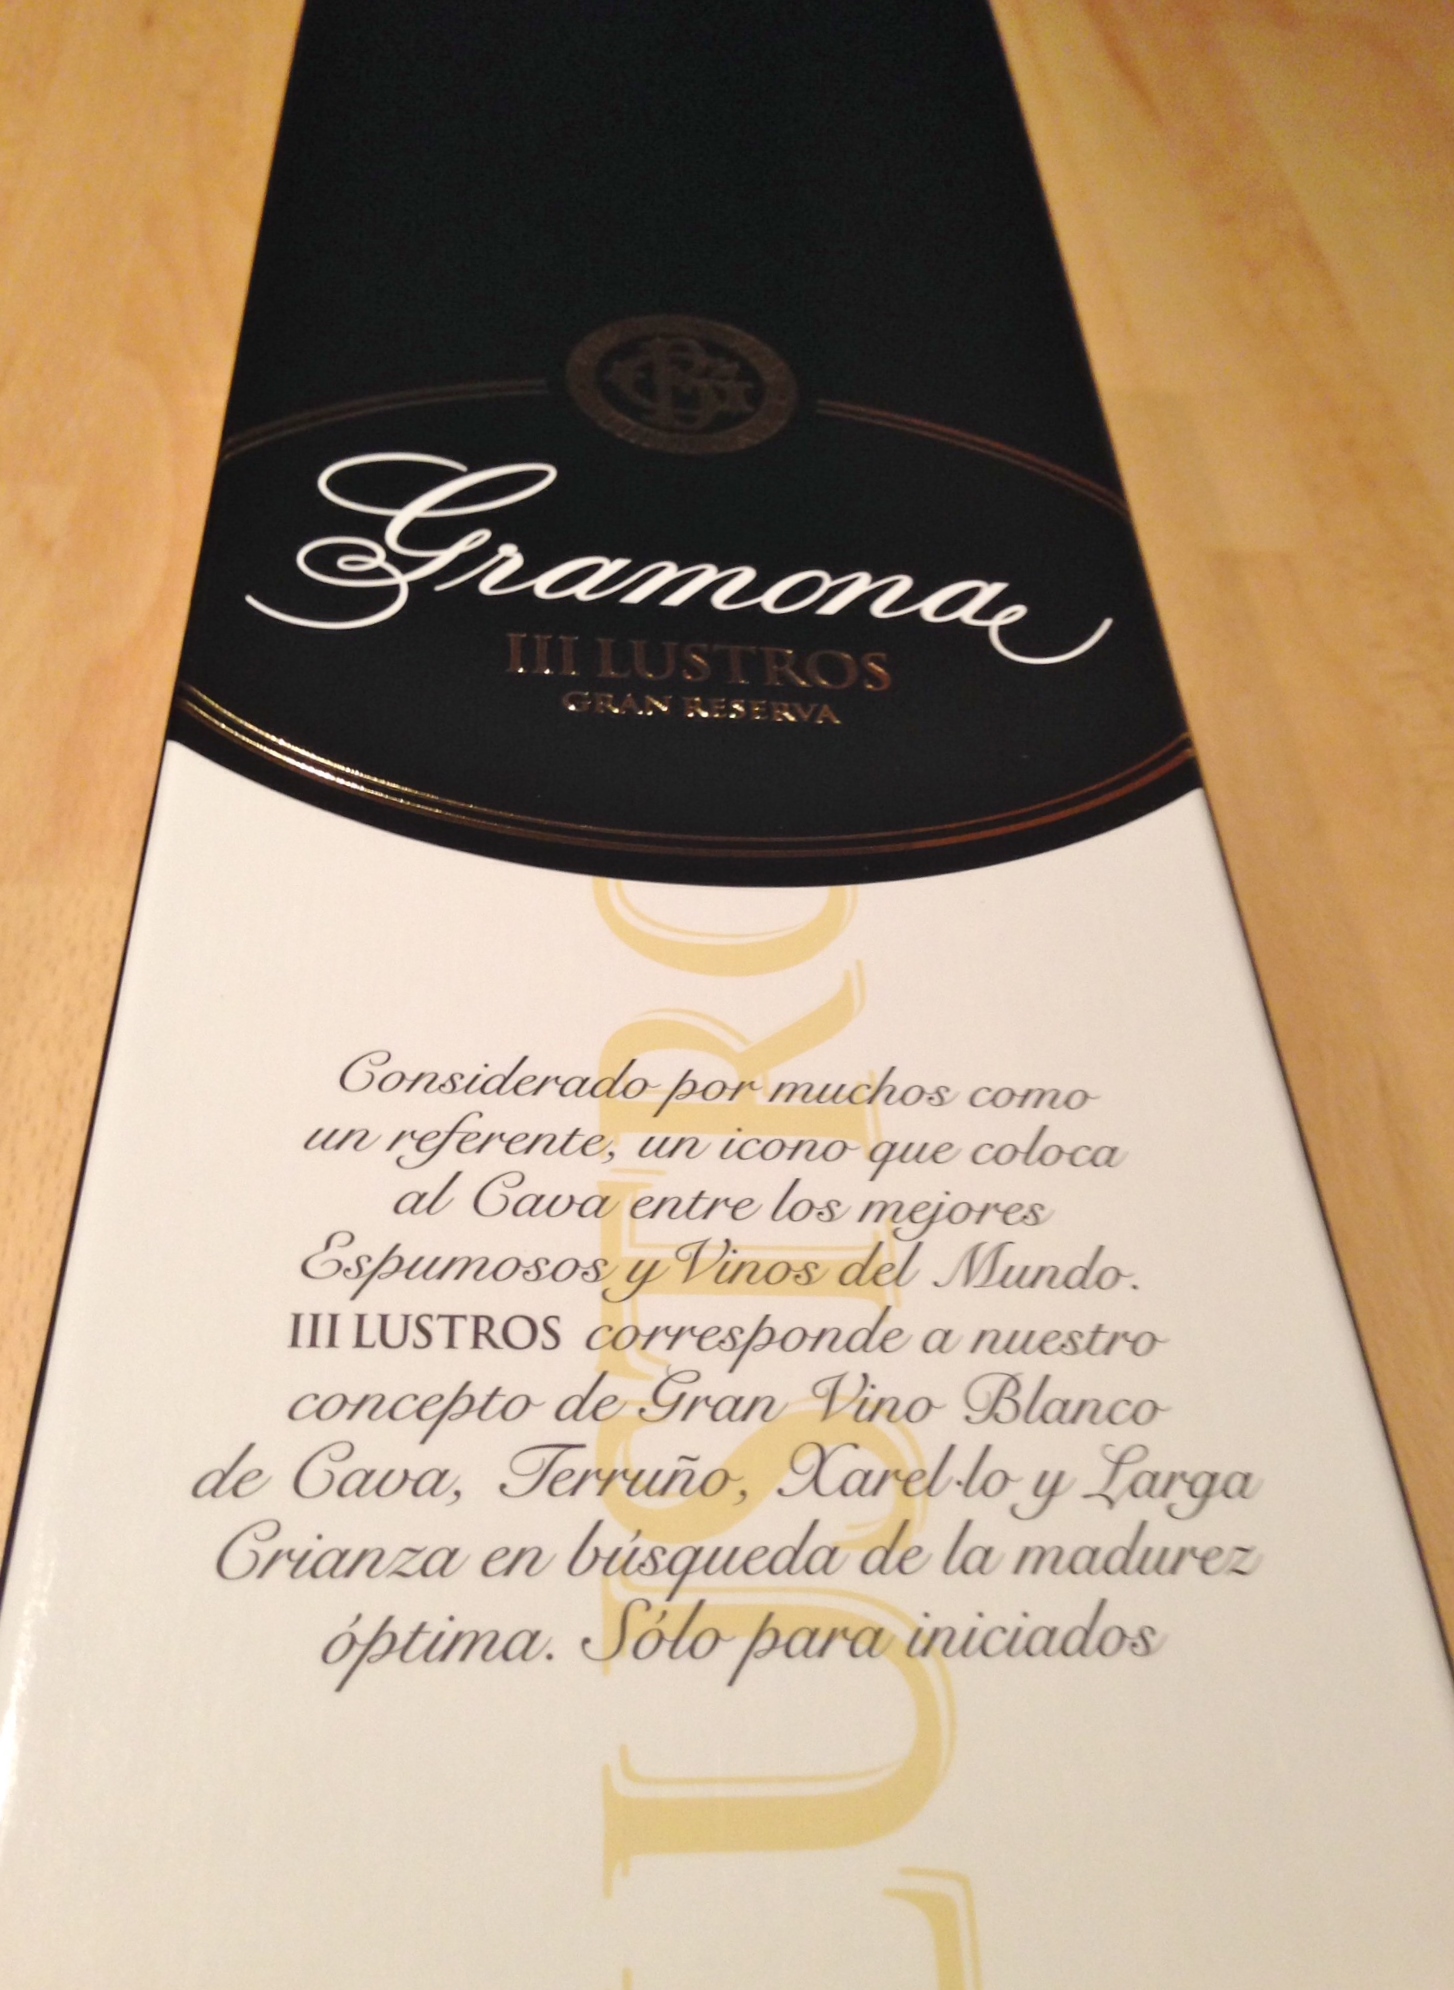 Gramona
III LUSTROS
GRAN RESERVA
Considerado por muchos como
un referente, un icono que coloca
al Cava entre los mejores
Espumosos y Vinos del Mundo.
III LUSTROS corresponde a nuestro
concepto de Gran Vino Blanco
de Cava, Terruño, Xarel·lo y Larga
Crianza en búsqueda de la madurez
óptima. Sólo para iniciados
LUSTRO